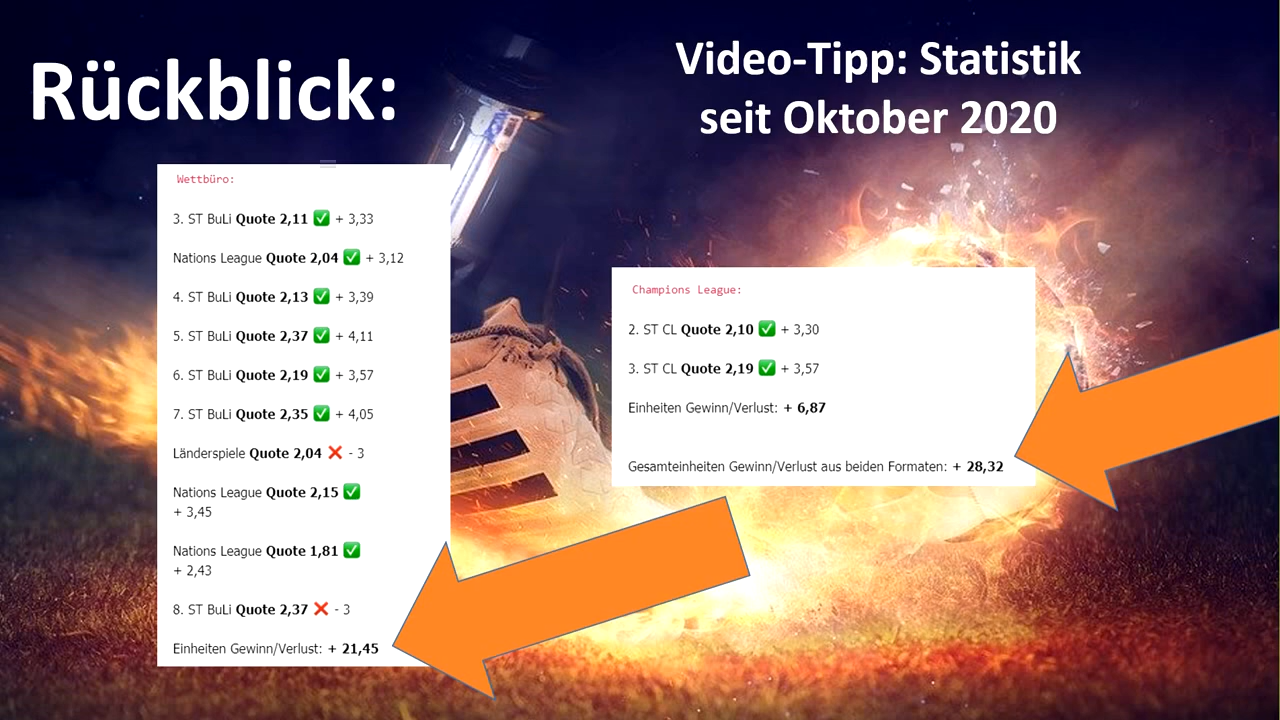 Rückblick:
Video-Tipp: Statistik
seit Oktober 2020
Wettbüro:
3. ST BuLi Quote 2,11 ✅ + 3,33
Nations League Quote 2,04 ✅ + 3,12
4. ST BuLi Quote 2,13 ✅ + 3,39
5. ST BuLi Quote 2,37 ✅ + 4,11
6. ST BuLi Quote 2,19 ✅ + 3,57
7. ST BuLi Quote 2,35 ✅ + 4,05
Länderspiele Quote 2,04 ❌ - 3
Nations League Quote 2,15 ✅
+ 3,45
Nations League Quote 1,81 ✅
+ 2,43
8. ST BuLi Quote 2,37 ❌ - 3
Einheiten Gewinn/Verlust: + 21,45
Champions League:
2. ST CL Quote 2,10 ✅ + 3,30
3. ST CL Quote 2,19 ✅ + 3,57
Einheiten Gewinn/Verlust: + 6,87
Gesamteinheiten Gewinn/Verlust aus beiden Formaten: + 28,32